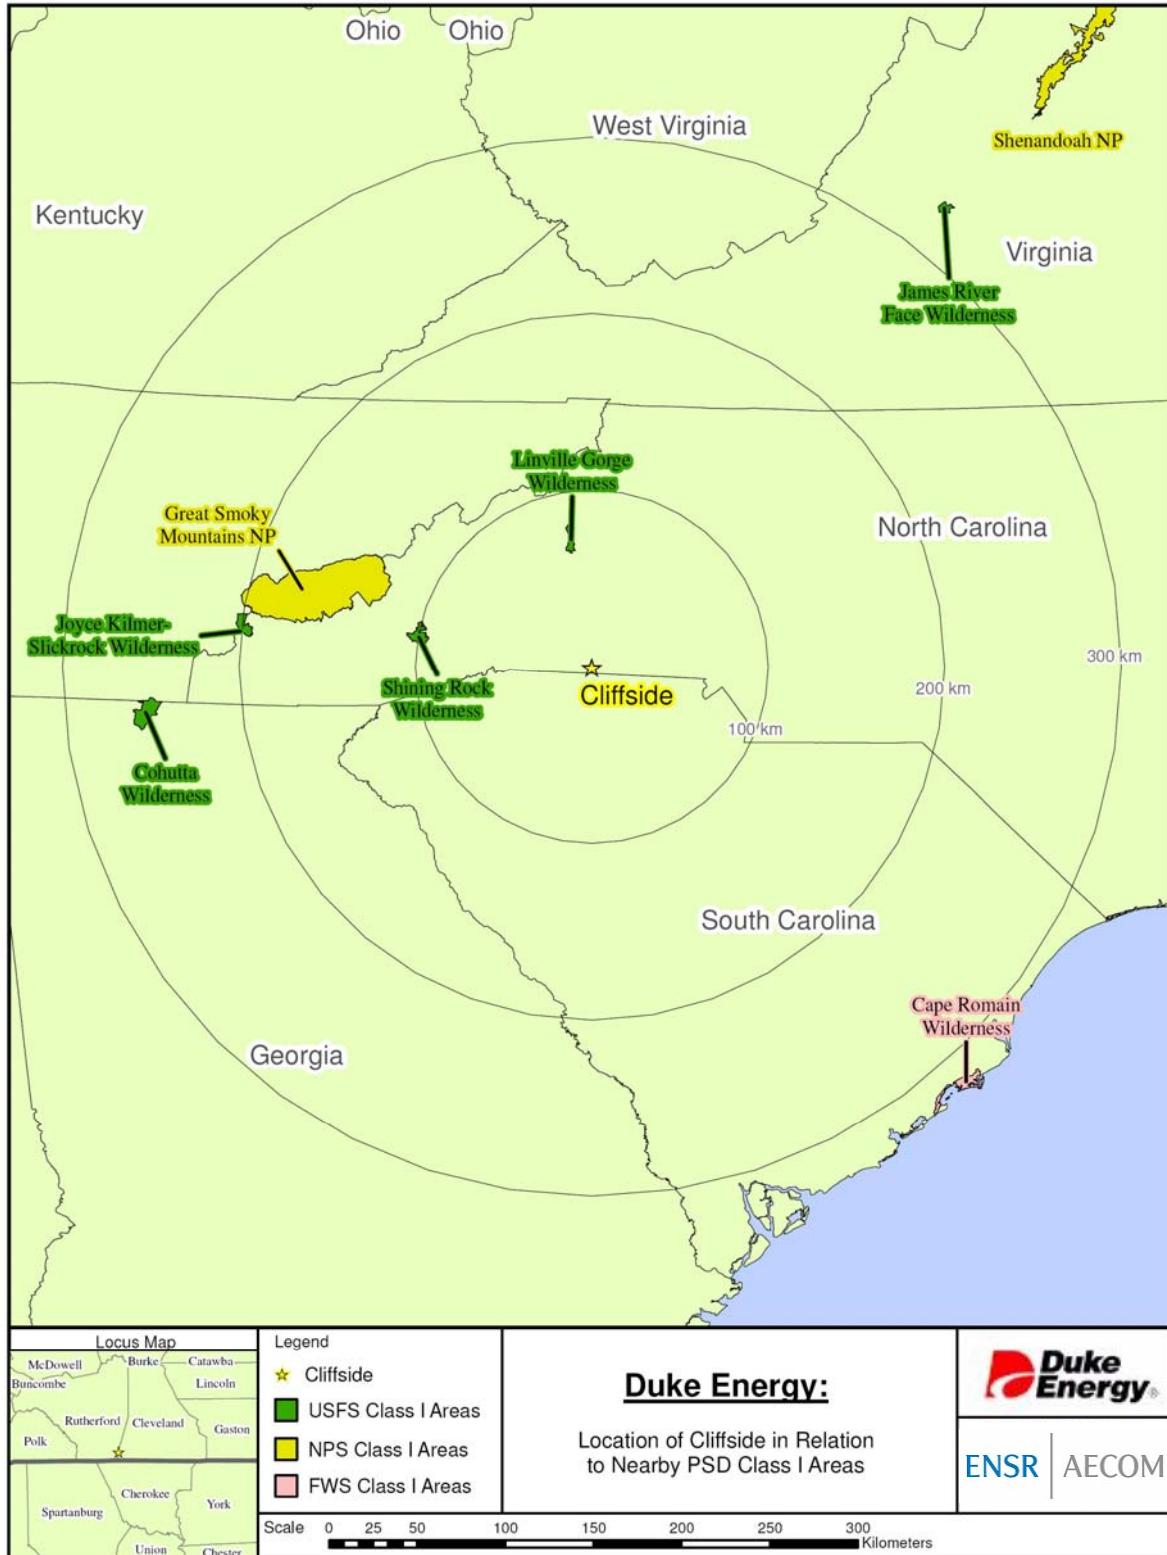 Ohio
Ohio
West Virginia
Shenandoah NP
Kentucky
Virginia
James River
Face Wilderness
Linville Gorge
Wilderness
Great Smoky
Mountains NP
North Carolina
Joyce Kilmer-
Slickrock Wilderness
300 km
Shining Rock
Wilderness
Cliffside
200 km
100 km
Cohutta
Wilderness
South Carolina
Cape Romain
Wilderness
Georgia
Locus Map
McDowell
Burke
Catawba
Buncombe
Lincoln
Rutherford
Cleveland
Gaston
Polk
Cherokee
York
Spartanburg
Union
Chester
Legend
Cliffside
USFS Class I Areas
NPS Class I Areas
FWS Class I Areas
Duke Energy:
Location of Cliffside in Relation
to Nearby PSD Class I Areas
Duke
Energy®
ENSR | AECOM
Scale 0 25 50 100 150 200 250 300
Kilometers